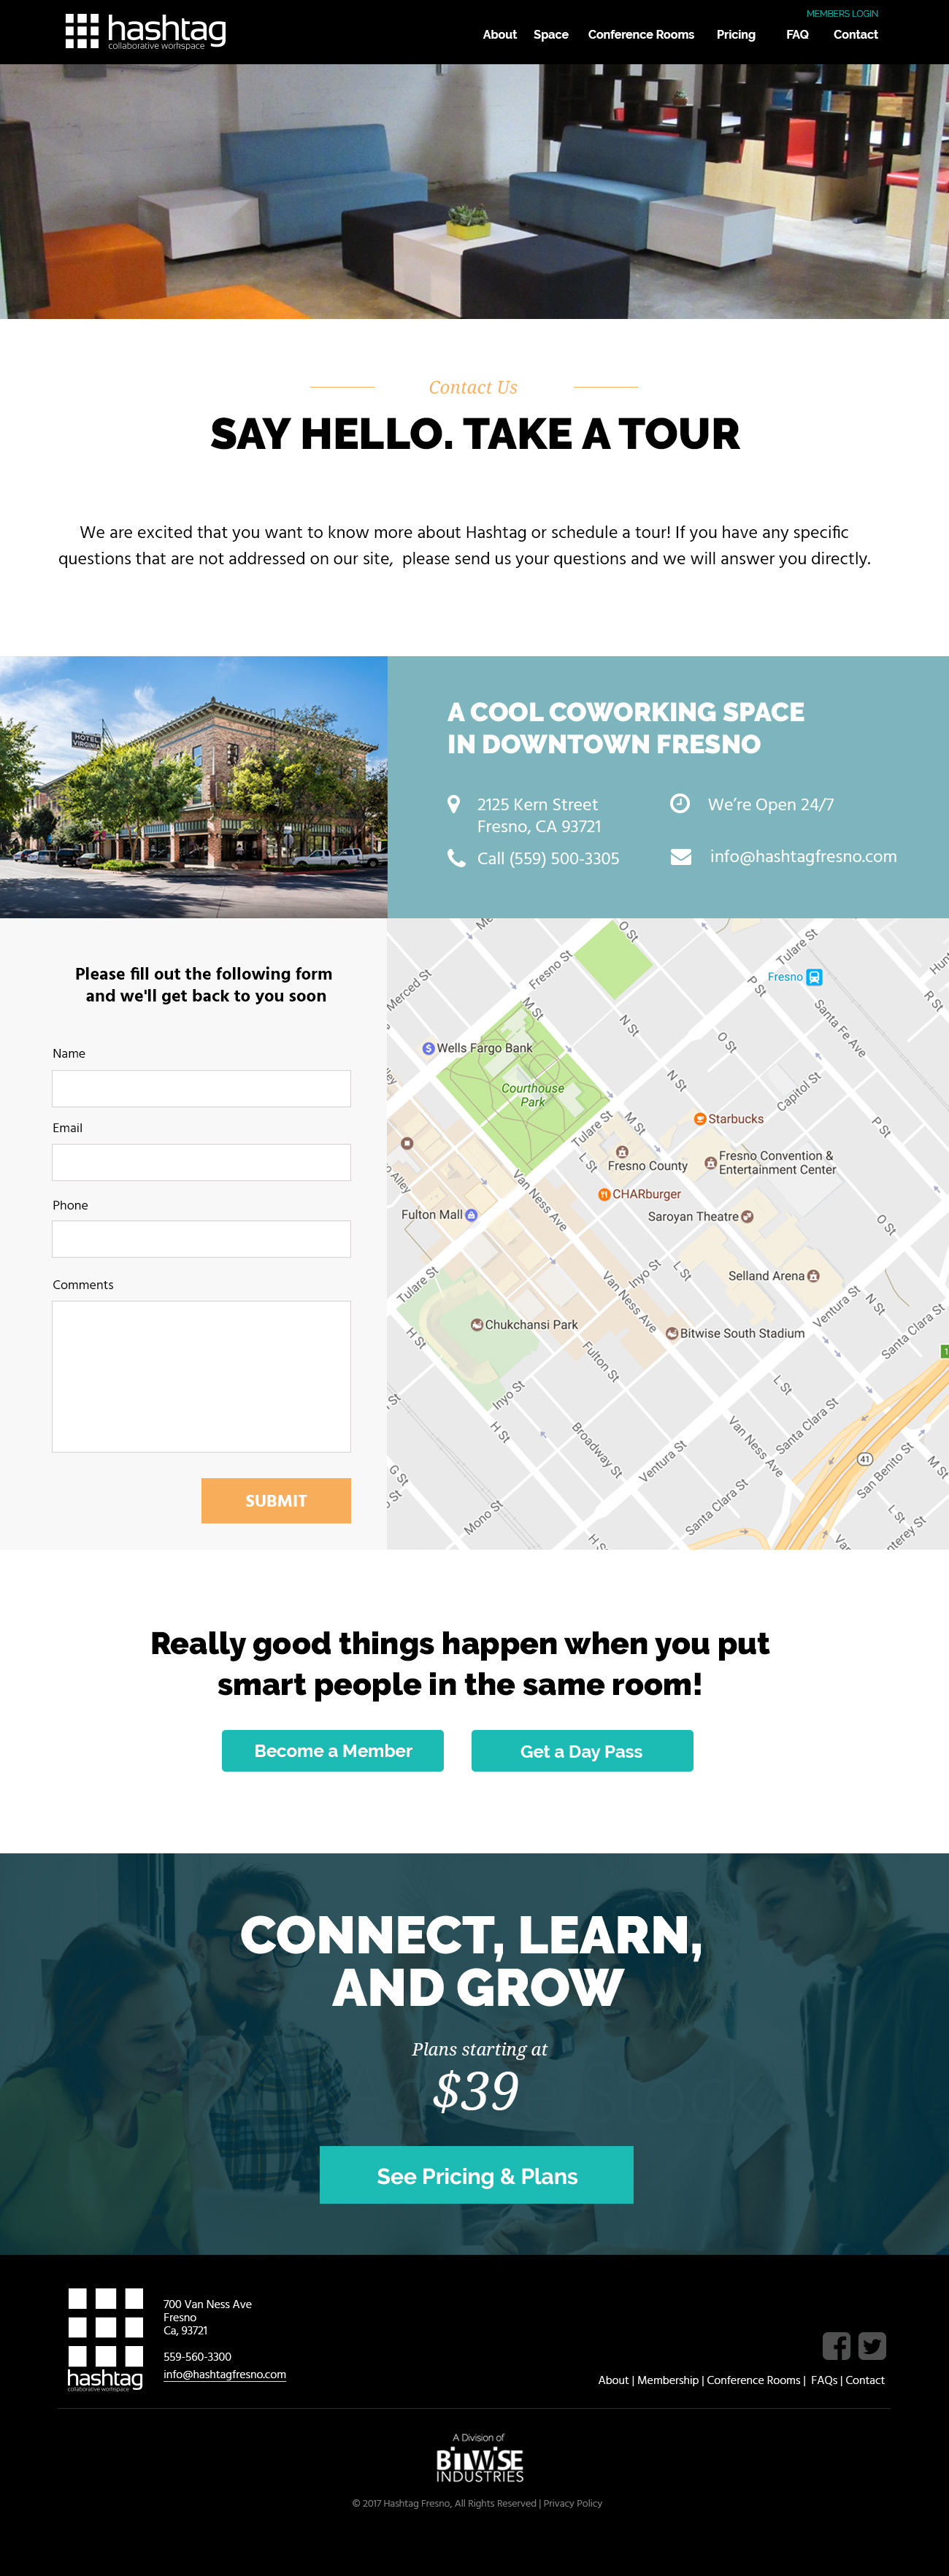 MEMBERS LOGIN
hashtag
collaborative workspace
About Space Conference Rooms Pricing FAQ Contact
Contact Us
SAY HELLO. TAKE A TOUR
We are excited that you want to know more about Hashtag or schedule a tour! If you have any specific
questions that are not addressed on our site, please send us your questions and we will answer you directly.
HOTEL
VIRGINIA
A COOL COWORKING SPACE
IN DOWNTOWN FRESNO
2125 Kern Street
Fresno, CA 93721
We're Open 24/7
Call (559) 500-3305
info@hashtagfresno.com
Please fill out the following form
and we'll get back to you soon
Name
Email
Phone
Comments
SUBMIT
O St
Tulare St
Fresno St
Merced St
Fresno
P St
R St
M St
Santa Fe Ave
N St
O St
Wells Fargo Bank
Courthouse
Park
N St
Capitol St
Starbucks
M St
Tulare St
P St
Fresno County
Fresno Convention &
Entertainment Center
L St
CHARburger
Van Ness Ave
Fulton Mall
Saroyan Theatre
O St
Tulare St
Inyo St
L St
Selland Arena
Van Ness Ave
Ventura St
N St
Santa Clara St
Chukchansi Park
Bitwise South Stadium
H St
Fulton St
1
Inyo St
L St
H St
Broadway St
Ventura St
Van Ness Ave
Santa Clara St
41
G St
San Benito St
M St
Santa Clara St
Mono St
L St
H St
Really good things happen when you put
smart people in the same room!
Become a Member
Get a Day Pass
CONNECT, LEARN,
AND GROW
Plans starting at
$39
See Pricing & Plans
hashtag
collaborative workspace
700 Van Ness Ave
Fresno
Ca, 93721
559-560-3300
info@hashtagfresno.com
About | Membership | Conference Rooms | FAQs | Contact
A Division of
BITWISE
INDUSTRIES
© 2017 Hashtag Fresno, All Rights Reserved | Privacy Policy